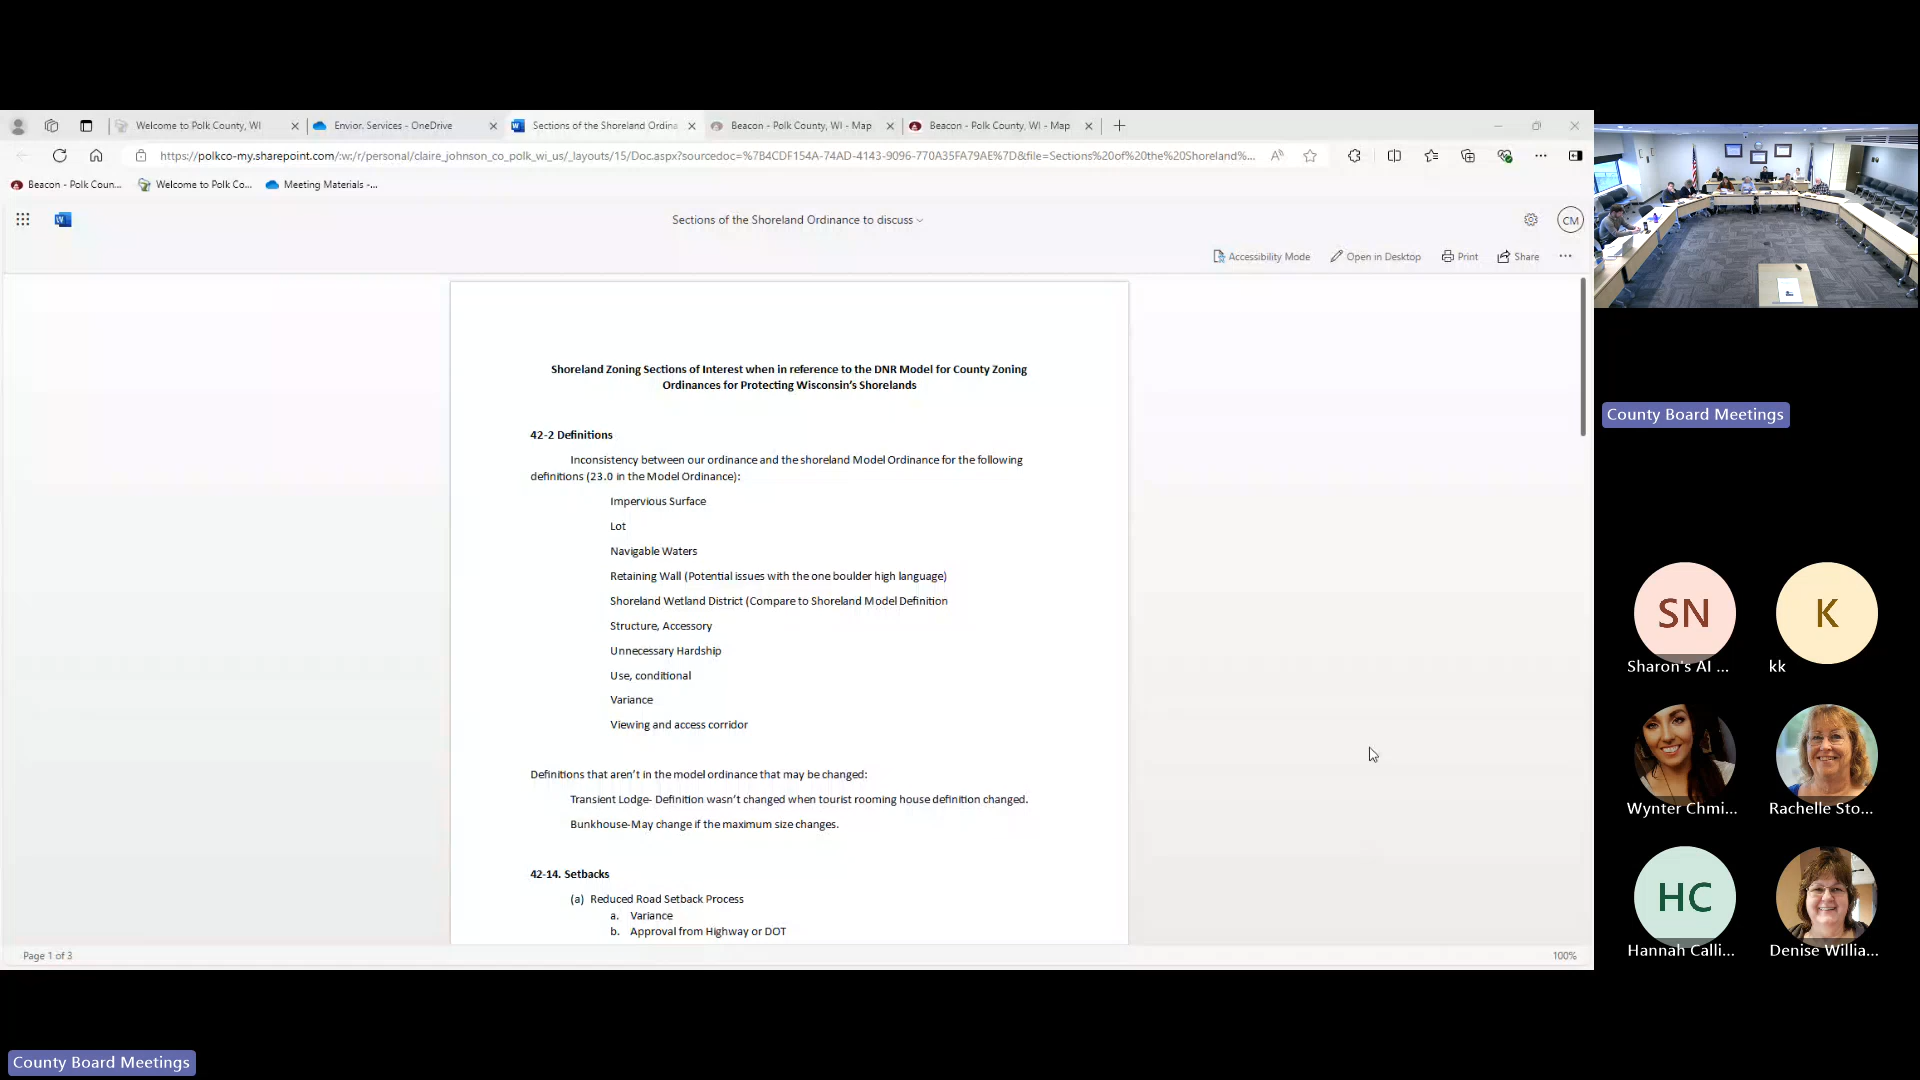 Welcome to Polk County, WI
Envior. Services - OneDrive
Sections of the Shoreland Ordina
Beacon - Polk County, WI - Map
Beacon - Polk County, WI - Map
https://polkco-my.sharepoint.com/:w:/r/personal/claire_johnson_co_polk_wi_us/_layouts/15/Doc.aspx?sourcedoc=%7B4CDF154A-74AD-4143-9096-770A35FA79AE%7D&file=Sections%20of%20the%20Shoreland%...
Beacon - Polk Coun...
Welcome to Polk Co...
Meeting Materials -...
Sections of the Shoreland Ordinance to discuss
CM
Accessibility Mode
Open in Desktop
Print
Share
Shoreland Zoning Sections of Interest when in reference to the DNR Model for County Zoning
Ordinances for Protecting Wisconsin's Shorelands
42-2 Definitions
Inconsistency between our ordinance and the shoreland Model Ordinance for the following
definitions (23.0 in the Model Ordinance):
Impervious Surface
Lot
Navigable Waters
Retaining Wall (Potential issues with the one boulder high language)
Shoreland Wetland District (Compare to Shoreland Model Definition
Structure, Accessory
Unnecessary Hardship
Use, conditional
Variance
Viewing and access corridor
Definitions that aren't in the model ordinance that may be changed:
Transient Lodge- Definition wasn't changed when tourist rooming house definition changed.
Bunkhouse-May change if the maximum size changes.
42-14. Setbacks
(a) Reduced Road Setback Process
a. Variance
b. Approval from Highway or DOT
Page 1 of 3
100%
County Board Meetings
SN
K
Sharon's AI ...
kk
Wynter Chmi...
Rachelle Sto...
HC
Hannah Calli...
Denise Willia...
County Board Meetings